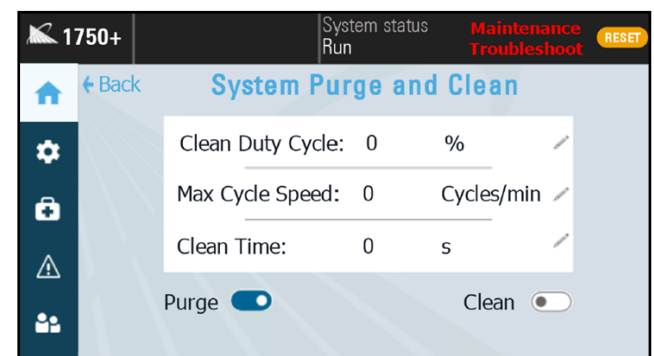 1750+
System status
Run
Maintenance
Troubleshoot
RESET
Back
System Purge and Clean
Clean Duty Cycle: 0 %
Max Cycle Speed: 0 Cycles/min
Clean Time: 0 s
Purge
Clean